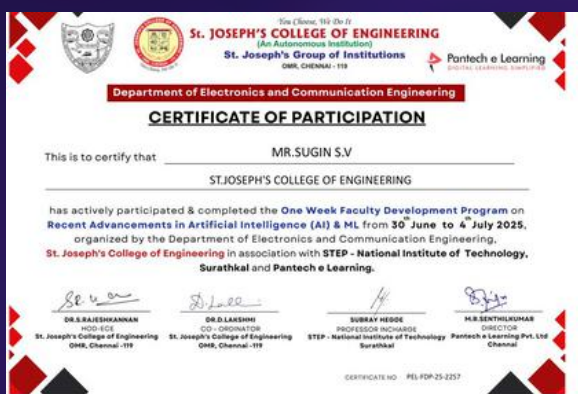 You Choose, We Do It
St. JOSEPH'S COLLEGE OF ENGINEERING
(An Autonomous Institution)
St. Joseph's Group of Institutions
OMR, CHENNAI - 119
Pantech e Learning
DIGITAL LEARNING, SIMPLIFIED
Department of Electronics and Communication Engineering
CERTIFICATE OF PARTICIPATION
This is to certify that MR.SUGIN S.V
ST.JOSEPH'S COLLEGE OF ENGINEERING
has actively participated & completed the One Week Faculty Development Program on
Recent Advancements in Artificial Intelligence (AI) & ML from 30th June to 4th July 2025,
organized by the Department of Electronics and Communication Engineering,
St. Joseph's College of Engineering in association with STEP - National Institute of Technology,
Surathkal and Pantech e Learning.
DR.S.RAJESHKANNAN
HOD-ECE
St. Joseph's College of Engineering
OMR, Chennai -119
DR.D.LAKSHMI
CO - ORDINATOR
St. Joseph's College of Engineering
OMR, Chennai -119
SUBRAY HEGDE
PROFESSOR INCHARGE
STEP - National Institute of Technology
Surathkal
M.R.SENTHILKUMAR
DIRECTOR
Pantech e Learning Pvt. Ltd
Chennai
CERTIFICATE NO PEL-FDP-25-2257